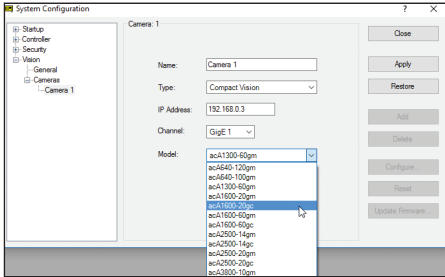 System Configuration
Startup
Controller
Security
Vision
General
Cameras
Camera 1
Camera: 1
Name:
Camera 1
Type:
Compact Vision
IP Address:
192.168.0.3
Channel:
GigE 1
Model:
acA1300-60gm
acA640-120gm
acA640-100gm
acA1300-60gm
acA1600-20gm
acA1600-20gc
acA1600-60gm
acA1600-60gc
acA2500-14gm
acA2500-14gc
acA2500-20gm
acA2500-20gc
acA3800-10gm
Close
Apply
Restore
Add
Delete
Configure...
Reset
Update Firmware...